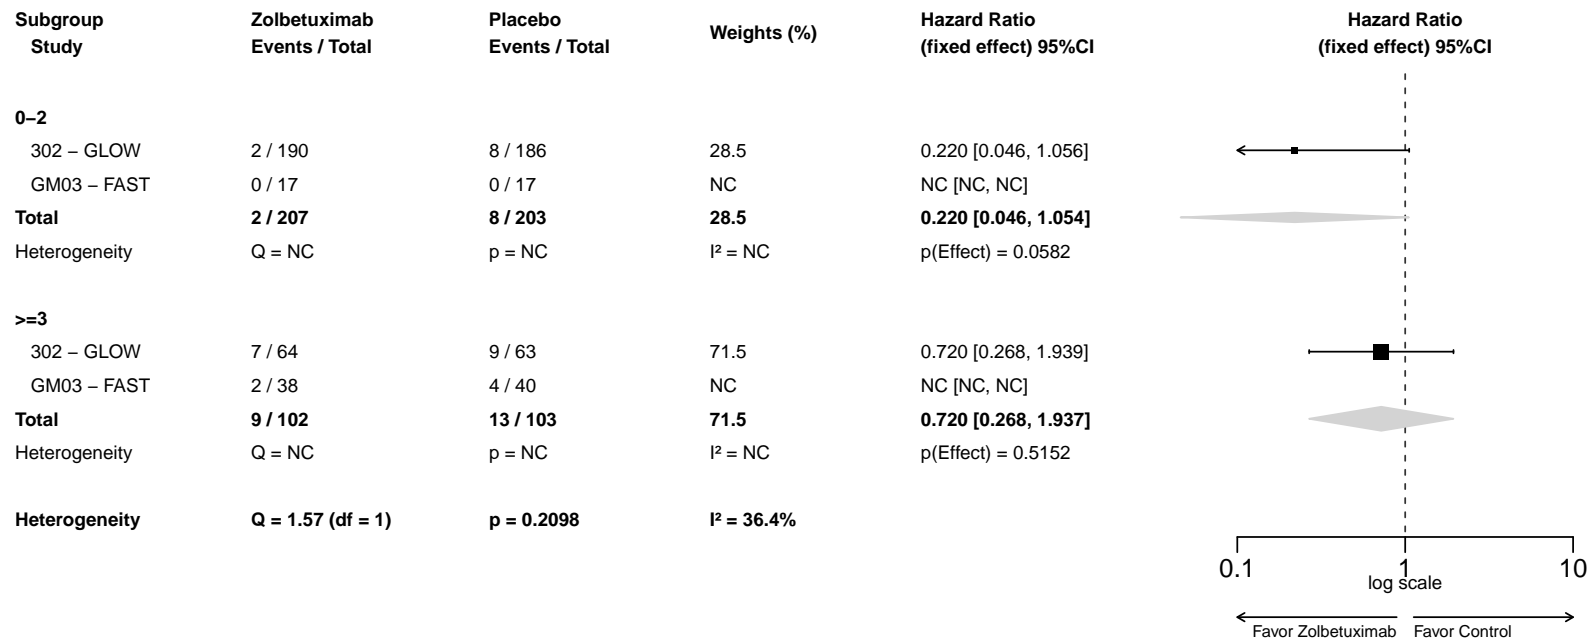 Subgroup Zolbetuximab Placebo Weights (%) Hazard Ratio Hazard Ratio
Study Events / Total Events / Total (fixed effect) 95%CI (fixed effect) 95%CI
0–2
302 – GLOW 2 / 190 8 / 186 28.5 0.220 [0.046, 1.056]
GM03 – FAST 0 / 17 0 / 17 NC NC [NC, NC]
Total 2 / 207 8 / 203 28.5 0.220 [0.046, 1.054]
Heterogeneity Q = NC p = NC I² = NC p(Effect) = 0.0582
>=3
302 – GLOW 7 / 64 9 / 63 71.5 0.720 [0.268, 1.939]
GM03 – FAST 2 / 38 4 / 40 NC NC [NC, NC]
Total 9 / 102 13 / 103 71.5 0.720 [0.268, 1.937]
Heterogeneity Q = NC p = NC I² = NC p(Effect) = 0.5152
Heterogeneity Q = 1.57 (df = 1) p = 0.2098 I² = 36.4%
0.1 1 10
log scale
Favor Zolbetuximab Favor Control